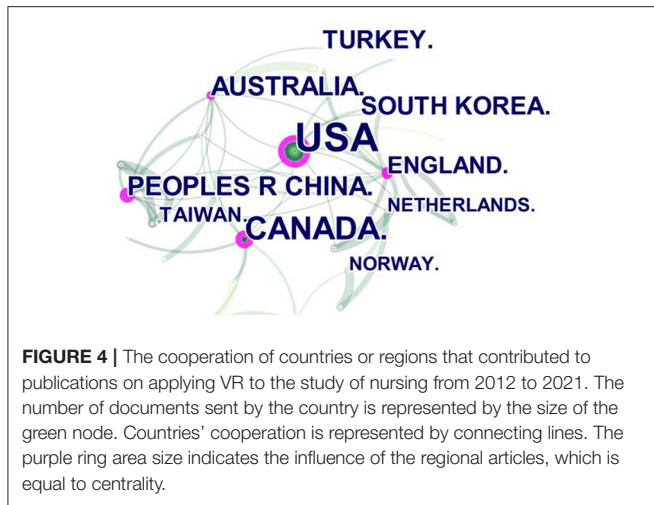 TURKEY.
AUSTRALIA.
SOUTH KOREA.
USA
ENGLAND.
PEOPLES R CHINA.
NETHERLANDS.
TAIWAN.
CANADA.
NORWAY.
FIGURE 4 | The cooperation of countries or regions that contributed to
publications on applying VR to the study of nursing from 2012 to 2021. The
number of documents sent by the country is represented by the size of the
green node. Countries' cooperation is represented by connecting lines. The
purple ring area size indicates the influence of the regional articles, which is
equal to centrality.